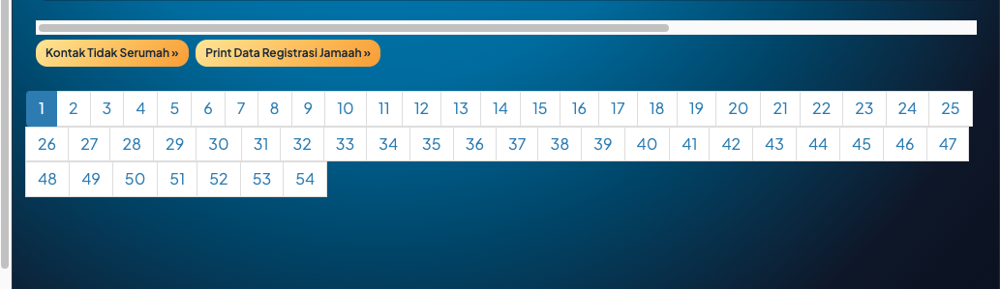 Kontak Tidak Serumah » Print Data Registrasi Jamaah »
1 2 3 4 5 6 7 8 9 10 11 12 13 14 15 16 17 18 19 20 21 22 23 24 25
26 27 28 29 30 31 32 33 34 35 36 37 38 39 40 41 42 43 44 45 46 47
48 49 50 51 52 53 54